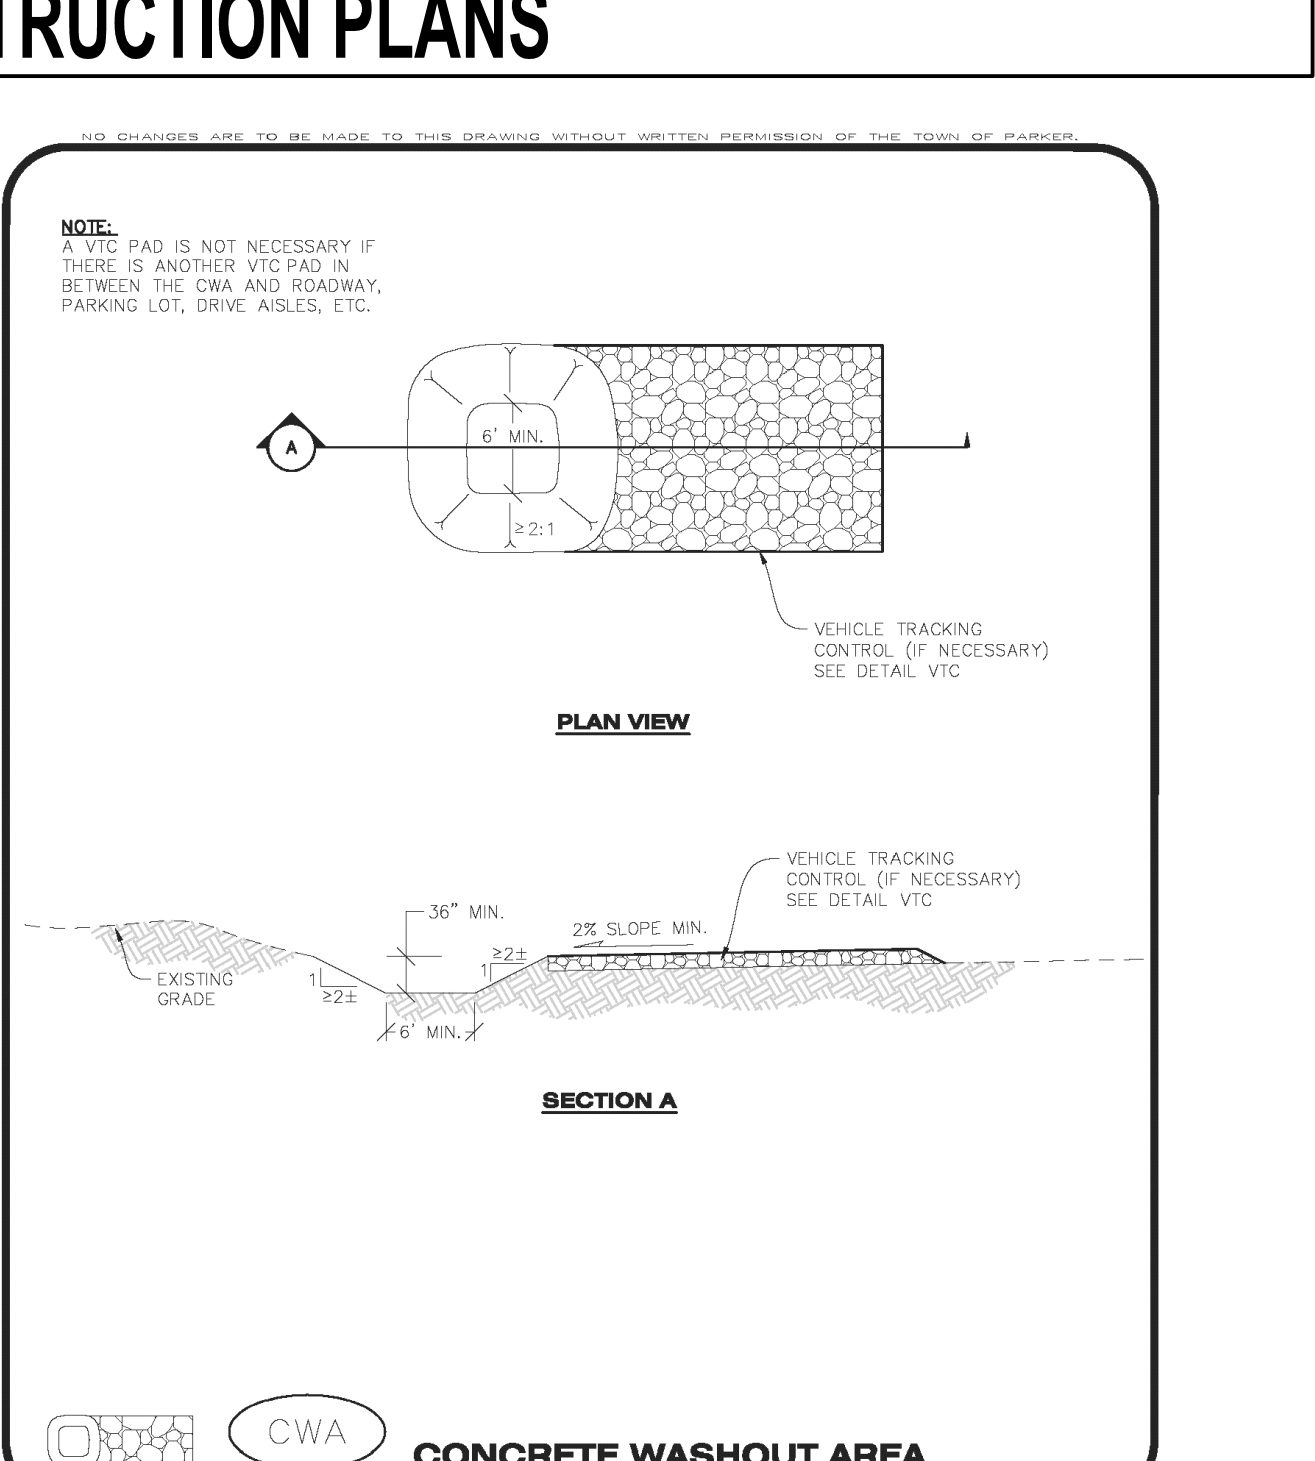 TRUCTION PLANS
NO CHANGES ARE TO BE MADE TO THIS DRAWING WITHOUT WRITTEN PERMISSION OF THE TOWN OF PARKER.
NOTE:
A VTC PAD IS NOT NECESSARY IF
THERE IS ANOTHER VTC PAD IN
BETWEEN THE CWA AND ROADWAY,
PARKING LOT, DRIVE AISLES, ETC.
6' MIN.
A
≥2:1
VEHICLE TRACKING
CONTROL (IF NECESSARY)
SEE DETAIL VTC
PLAN VIEW
VEHICLE TRACKING
CONTROL (IF NECESSARY)
SEE DETAIL VTC
36" MIN.
2% SLOPE MIN.
≥2±
1
EXISTING
GRADE
1
≥2±
6' MIN.
SECTION A
CWA
CONCRETE WASHOUT AREA